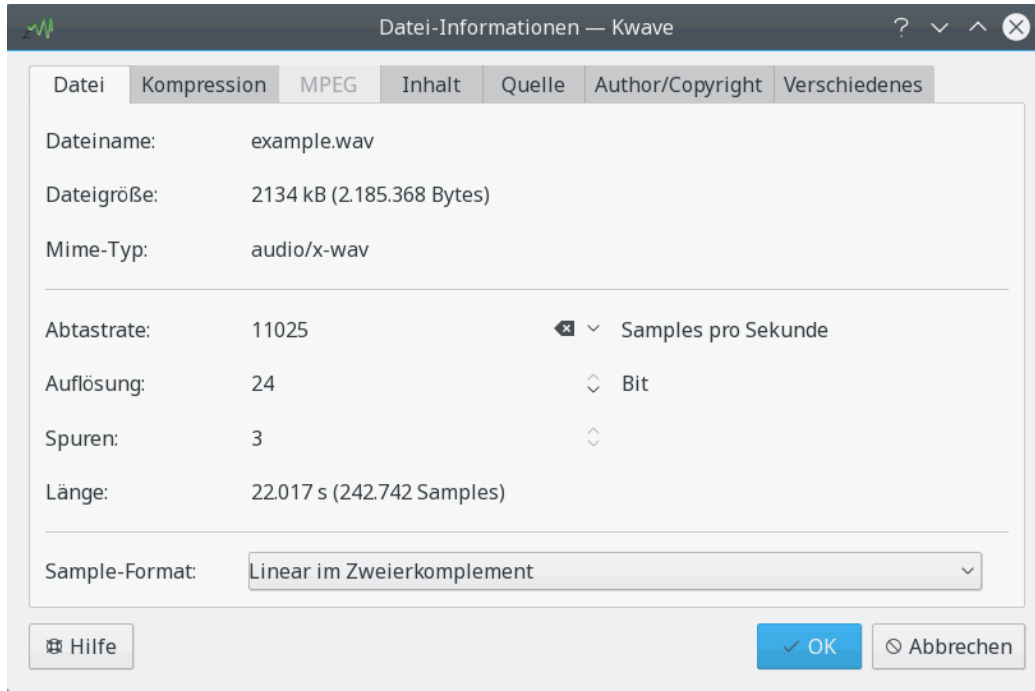 Datei-Informationen — Kwave
Datei Kompression MPEG Inhalt Quelle Author/Copyright Verschiedenes
Dateiname: example.wav
Dateigröße: 2134 kB (2.185.368 Bytes)
Mime-Typ: audio/x-wav
Abtastrate: 11025 Samples pro Sekunde
Auflösung: 24 Bit
Spuren: 3
Länge: 22.017 s (242.742 Samples)
Sample-Format: Linear im Zweierkomplement
Hilfe OK Abbrechen